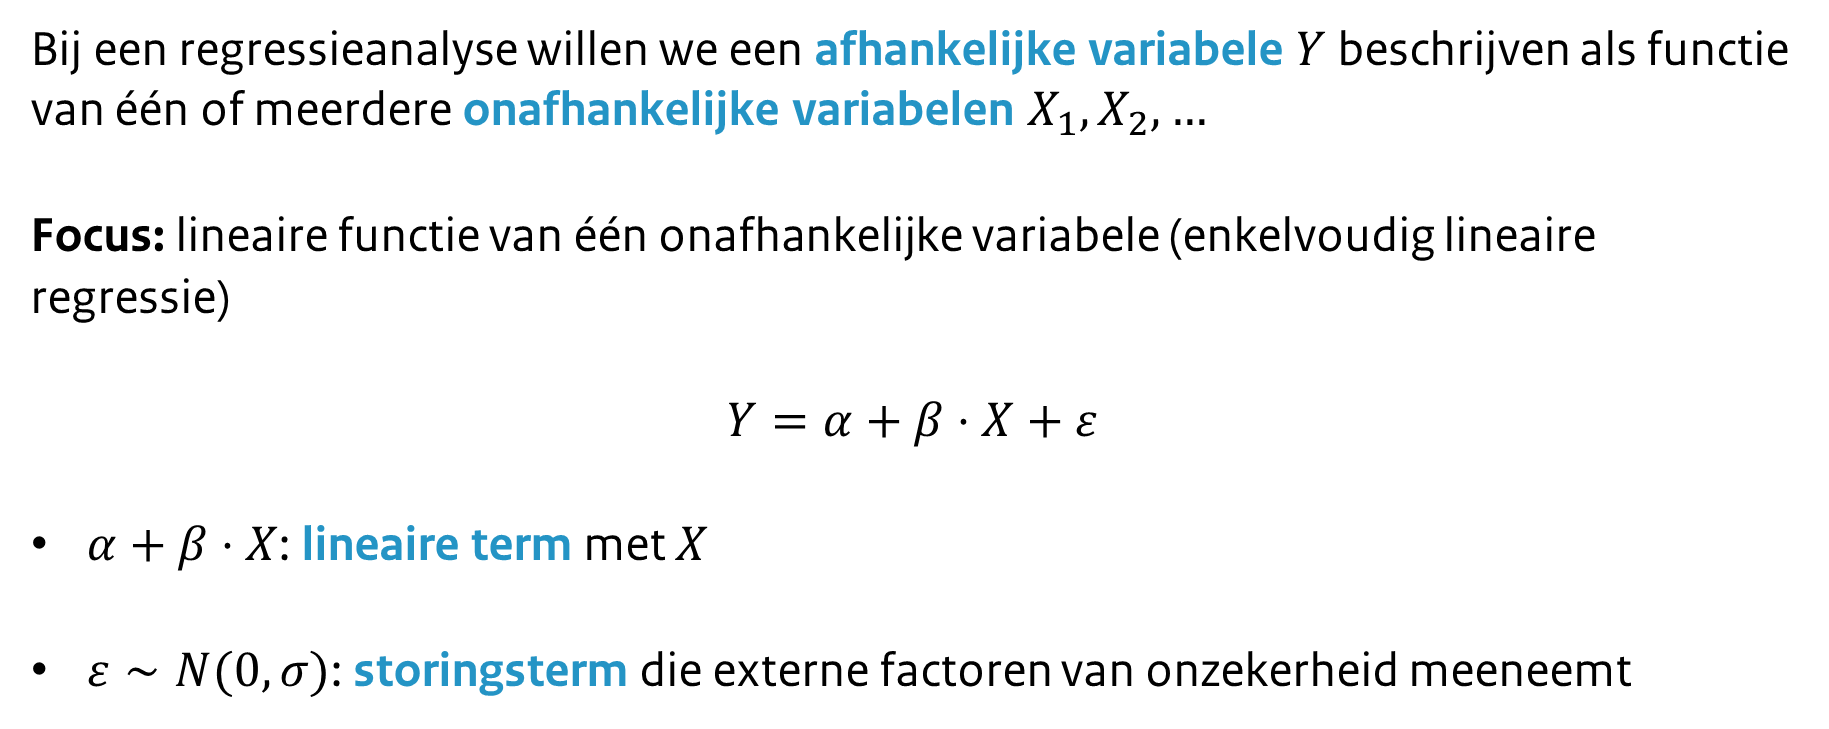 Bij een regressieanalyse willen we een afhankelijke variabele Y beschrijven als functie
van één of meerdere onafhankelijke variabelen X₁, X₂, ...
Focus: lineaire functie van één onafhankelijke variabele (enkelvoudig lineaire
regressie)
Y = α + β · X + ε
• α + β · X: lineaire term met X
• ε ~ N(0, σ): storingsterm die externe factoren van onzekerheid meeneemt